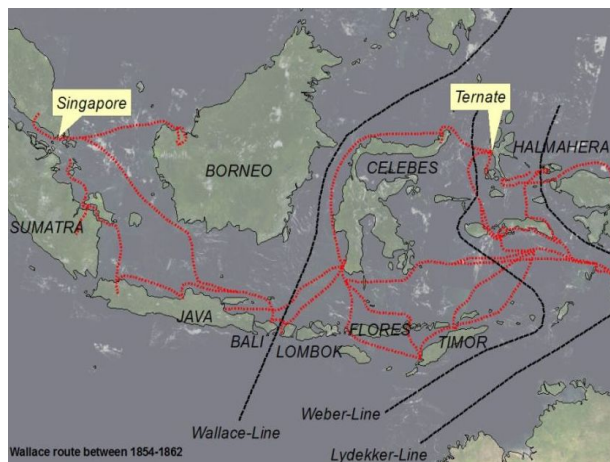 Singapore
Ternate
HALMAHERA
CELEBES
BORNEO
SUMATRA
JAVA
FLORES
BALI
LOMBOK
TIMOR
Wallace-Line
Weber-Line
Lydekker-Line
Wallace route between 1854-1862